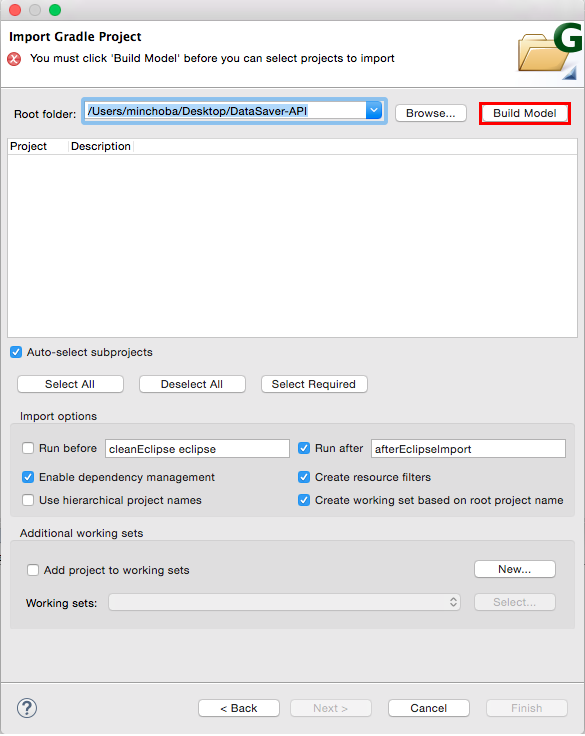 Import Gradle Project
You must click 'Build Model' before you can select projects to import
G
Root folder: /Users/minchoba/Desktop/DataSaver-API Browse... Build Model
Project Description
Auto-select subprojects
Select All Deselect All Select Required
Import options
Run before cleanEclipse eclipse Run after afterEclipseImport
Enable dependency management Create resource filters
Use hierarchical project names Create working set based on root project name
Additional working sets
Add project to working sets New...
Working sets: Select...
? < Back Next > Cancel Finish